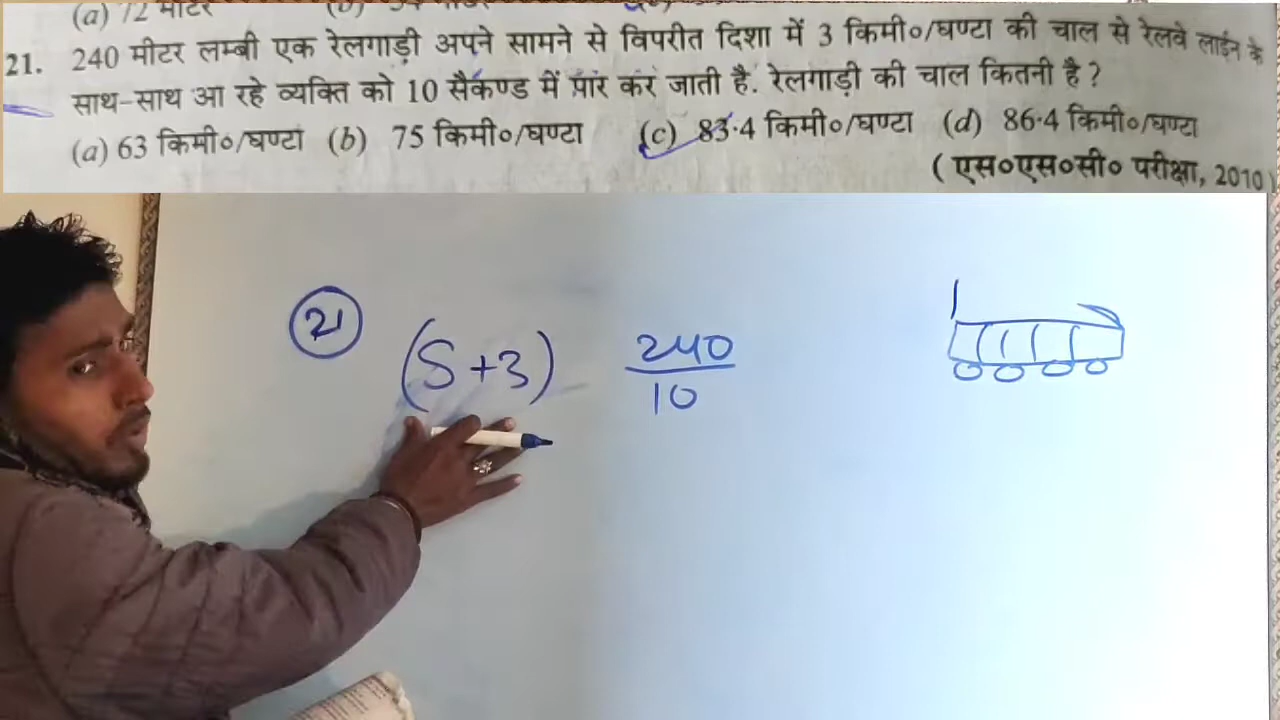 (a) 72 मीटर
21. 240 मीटर लम्बी एक रेलगाड़ी अपने सामने से विपरीत दिशा में 3 किमी०/घण्टा की चाल से रेलवे लाईन के
साथ-साथ आ रहे व्यक्ति को 10 सैकण्ड में पार कर जाती है. रेलगाड़ी की चाल कितनी है ?
(a) 63 किमी०/घण्टा (b) 75 किमी०/घण्टा (c) 83·4 किमी०/घण्टा (d) 86·4 किमी०/घण्टा
( एस०एस०सी० परीक्षा, 2010)
21 (S+3) 240
10